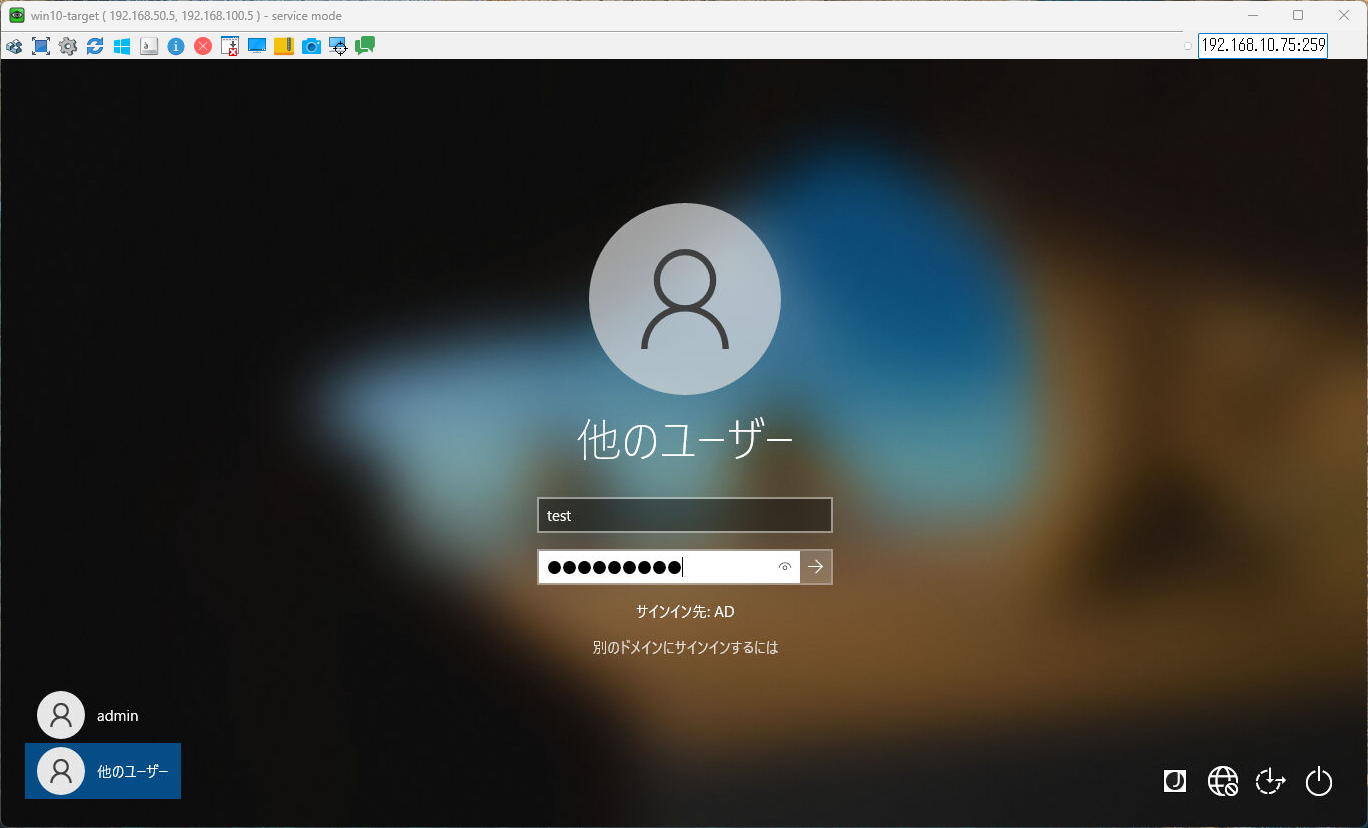 win10-target ( 192.168.50.5, 192.168.100.5 ) - service mode
192.168.10.75:259
他のユーザー
test
サインイン先: AD
別のドメインにサインインするには
admin
他のユーザー